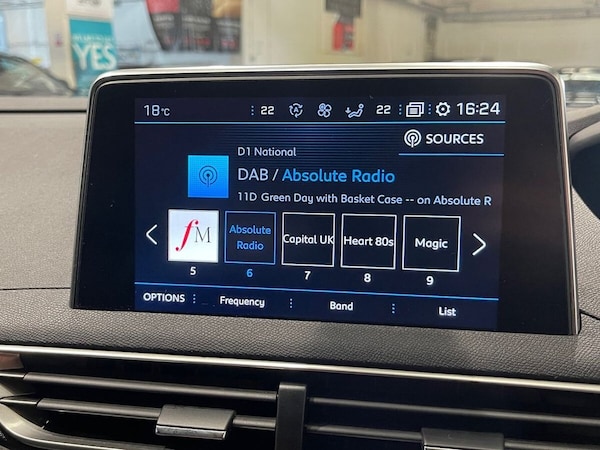 YES
18°C
22
22
16:24
SOURCES
D1 National
DAB / Absolute Radio
11D Green Day with Basket Case -- on Absolute R
fM
Absolute Radio
Capital UK
Heart 80s
Magic
5
6
7
8
9
OPTIONS
Frequency
Band
List